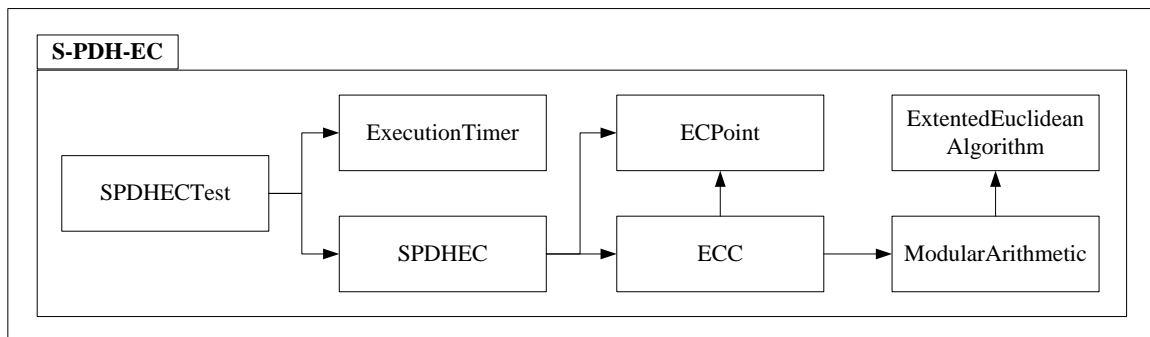 S-PDH-EC
ExecutionTimer
ECPoint
ExtentedEuclidean
Algorithm
SPDHECTest
SPDHEC
ECC
ModularArithmetic